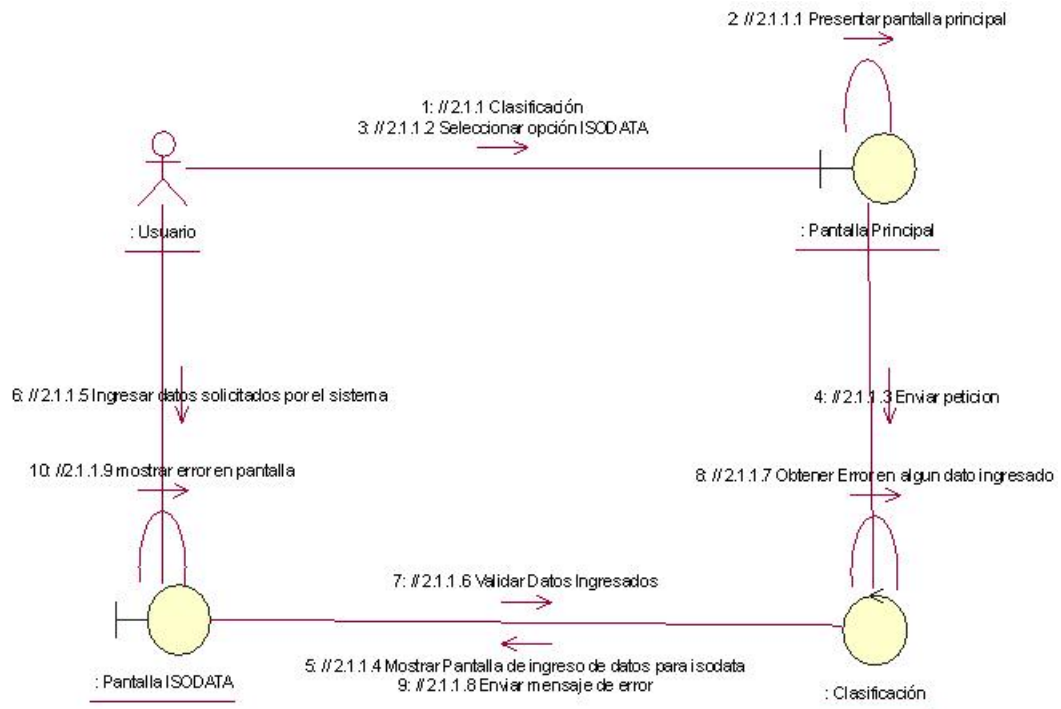 2: // 2.1.1.1 Presentar pantalla principal
1: // 2.1.1 Clasificación
3: // 2.1.1.2 Seleccionar opción ISODATA
: Usuario
: Pantalla Principal
6: // 2.1.1.5 Ingresar datos solicitados por el sistema
4: // 2.1.1.3 Enviar peticion
10: //2.1.1.9 mostrar error en pantalla
8: // 2.1.1.7 Obtener Error en algun dato ingresado
7: // 2.1.1.6 Validar Datos Ingresados
5: // 2.1.1.4 Mostrar Pantalla de ingreso de datos para isodata
9: // 2.1.1.8 Enviar mensaje de error
: Pantalla ISODATA
: Clasificación